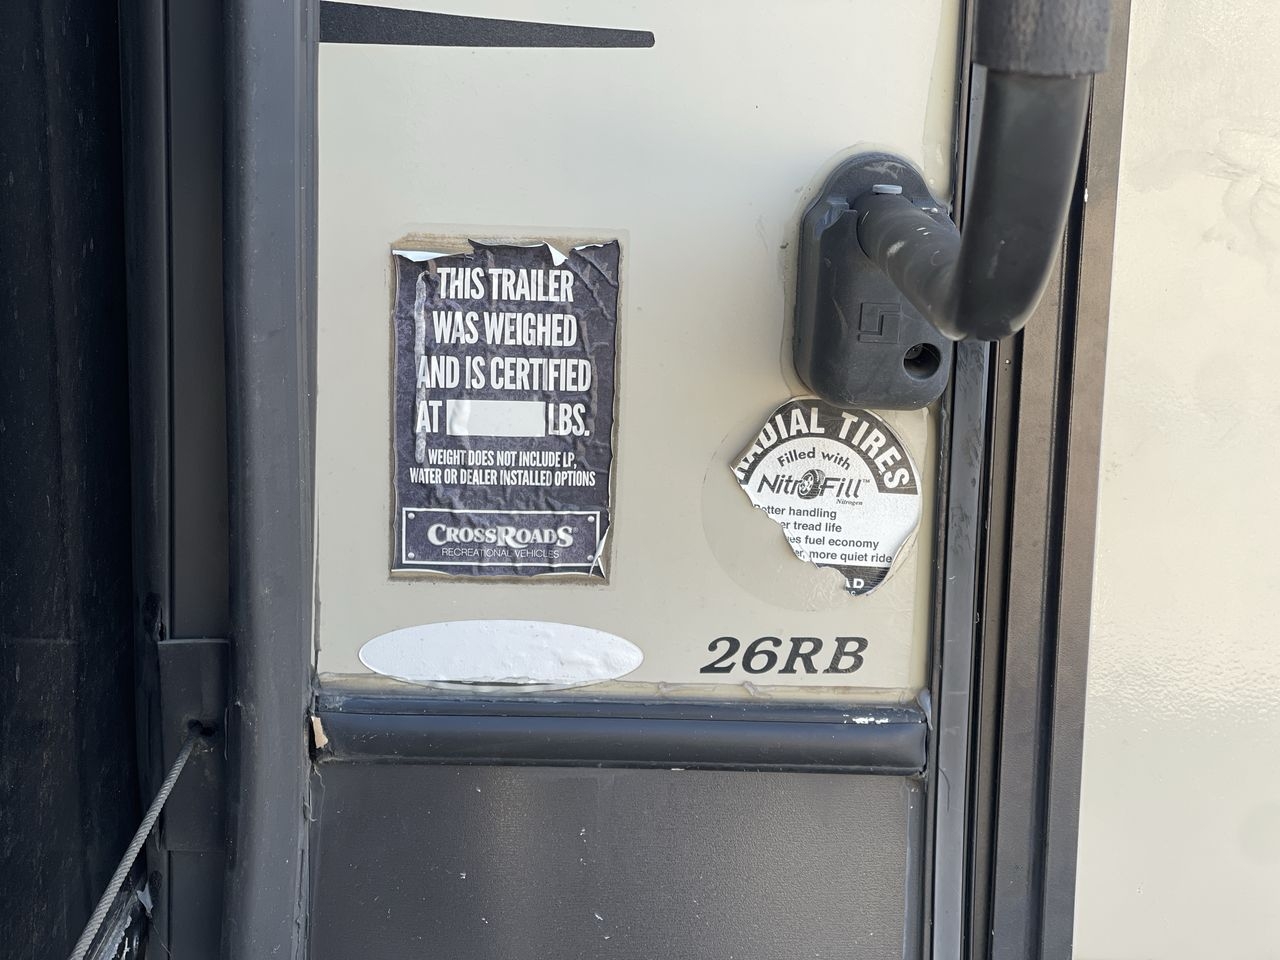 THIS TRAILER
WAS WEIGHED
AND IS CERTIFIED
AT LBS.
WEIGHT DOES NOT INCLUDE LP,
WATER OR DEALER INSTALLED OPTIONS
CROSSROADS
RECREATIONAL VEHICLES
TIRES
Filled with
NitroFill™
Nitrogen
handling
tread life
fuel economy
more quiet ride
26RB